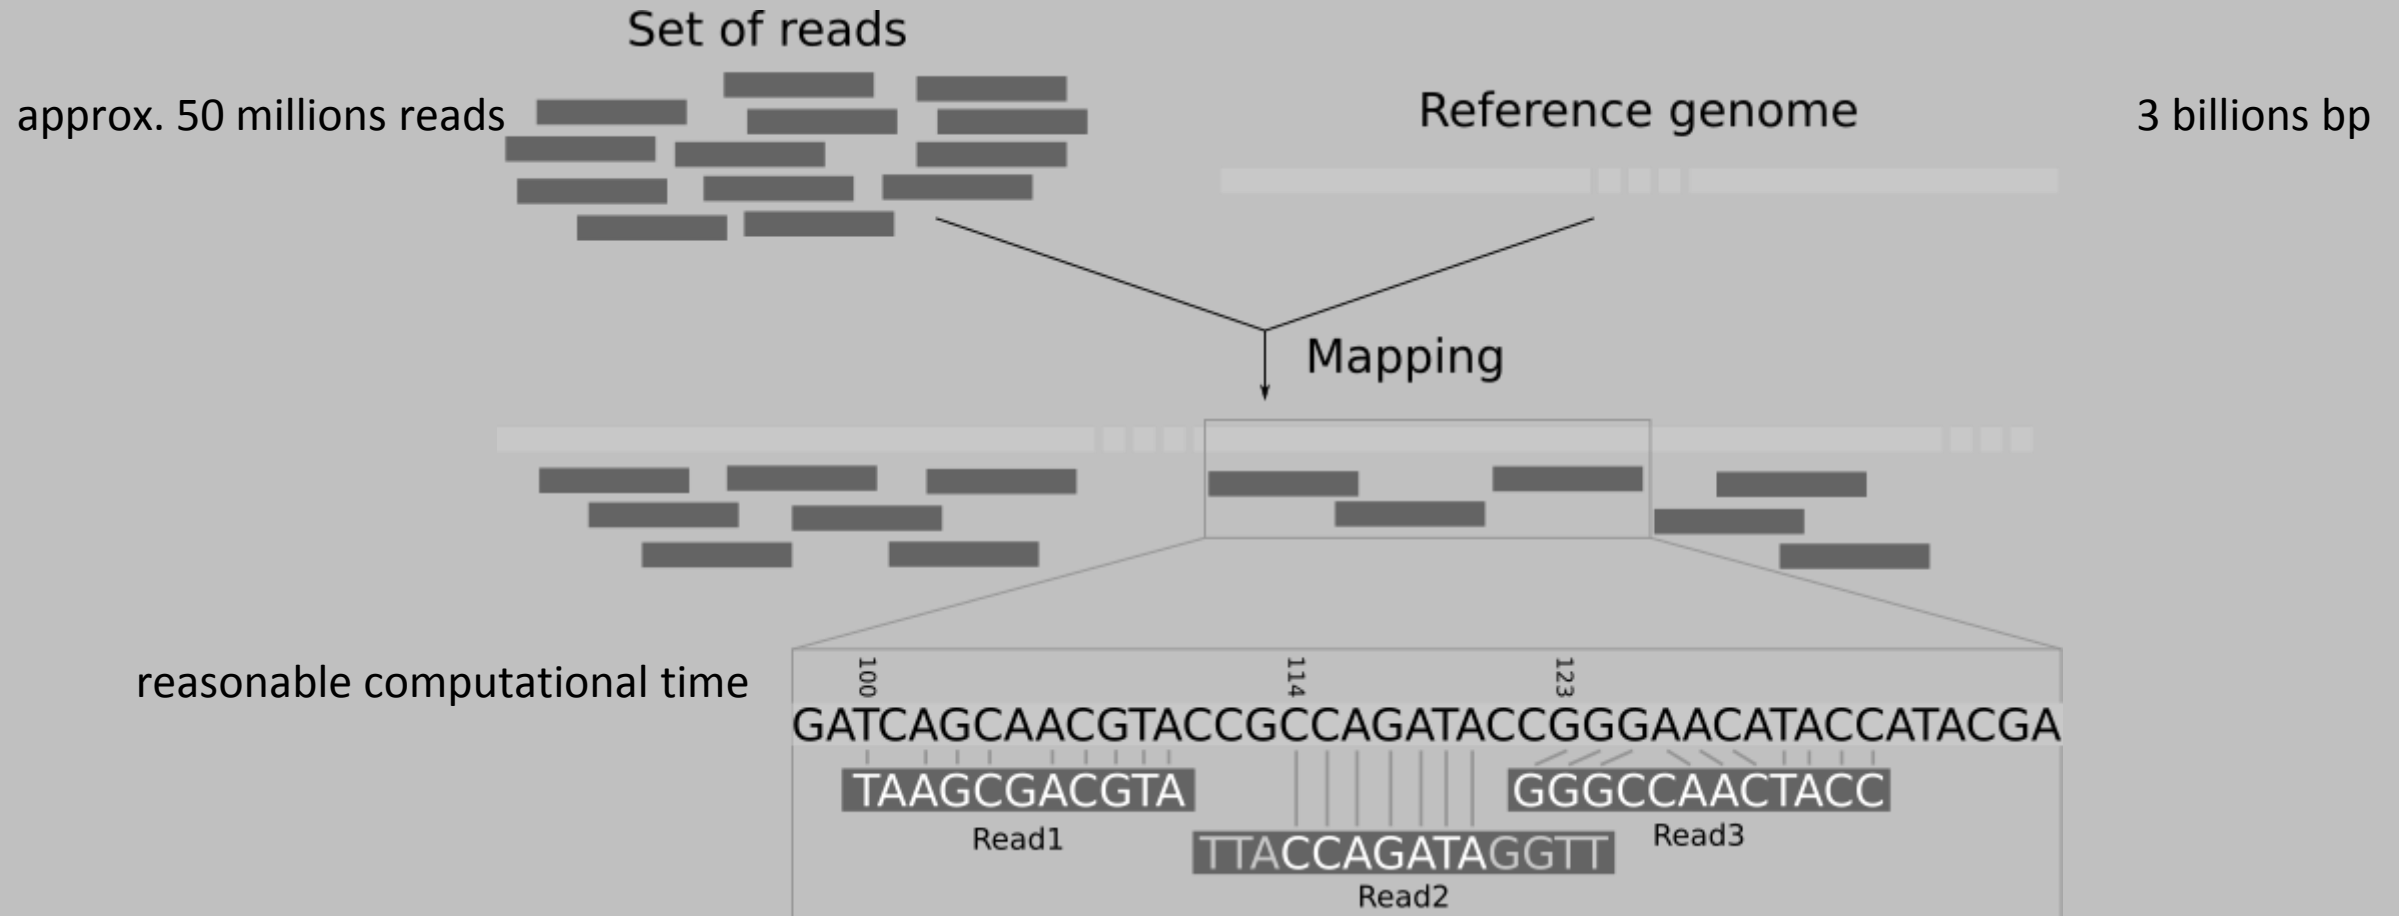 Set of reads
approx. 50 millions reads
Reference genome
3 billions bp
Mapping
reasonable computational time
100
114
123
GATCAGCAACGTACCGCCAGATACCGGGAACATACCATACGA
TAAGCGACGTA
Read1
TTACCAGATAGGTT
Read2
GGGCCAACTACC
Read3